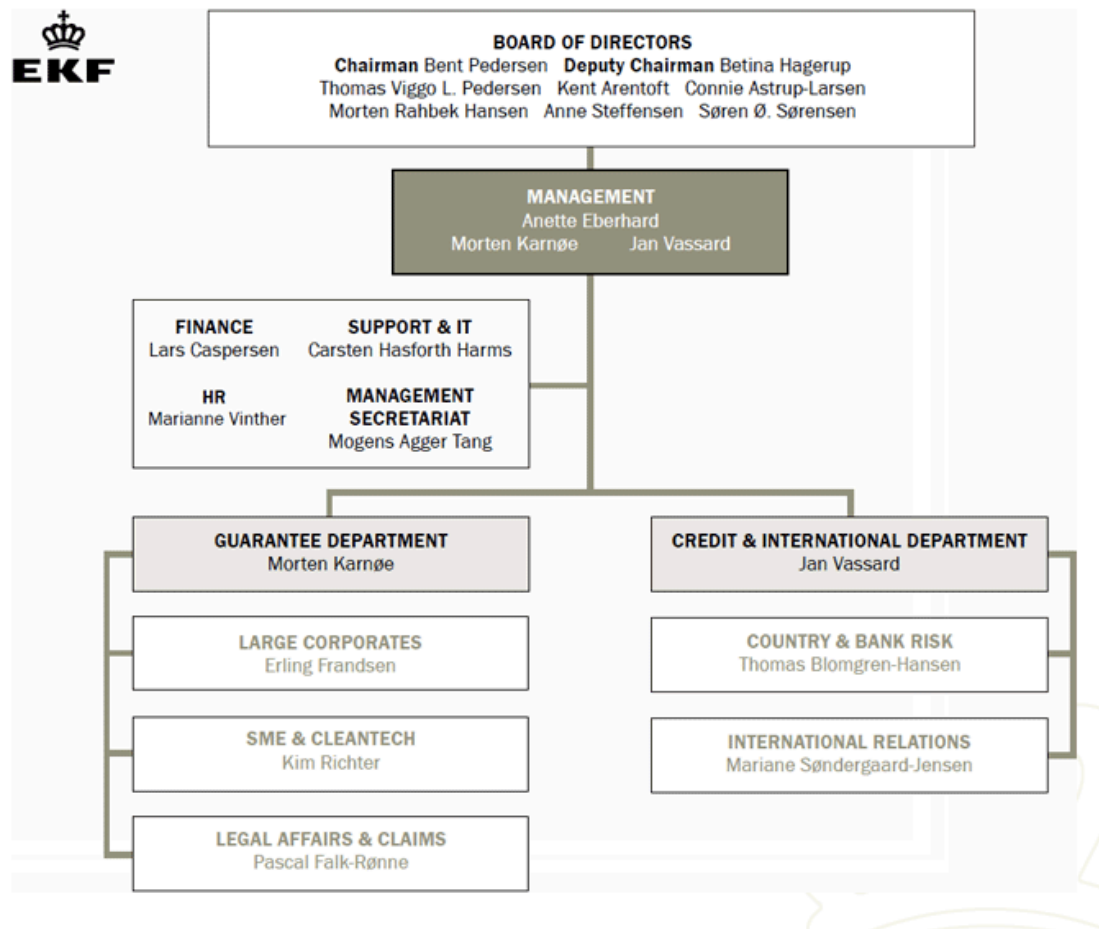 EKF
BOARD OF DIRECTORS
Chairman Bent Pedersen Deputy Chairman Betina Hagerup
Thomas Viggo L. Pedersen Kent Arentoft Connie Astrup-Larsen
Morten Rahbek Hansen Anne Steffensen Søren Ø. Sørensen
MANAGEMENT
Anette Eberhard
Morten Karnøe Jan Vassard
FINANCE
Lars Caspersen
SUPPORT & IT
Carsten Hasforth Harms
HR
Marianne Vinther
MANAGEMENT
SECRETARIAT
Mogens Agger Tang
GUARANTEE DEPARTMENT
Morten Karnøe
LARGE CORPORATES
Erling Frandsen
SME & CLEANTECH
Kim Richter
LEGAL AFFAIRS & CLAIMS
Pascal Falk-Rønne
CREDIT & INTERNATIONAL DEPARTMENT
Jan Vassard
COUNTRY & BANK RISK
Thomas Blomgren-Hansen
INTERNATIONAL RELATIONS
Mariane Søndergaard-Jensen